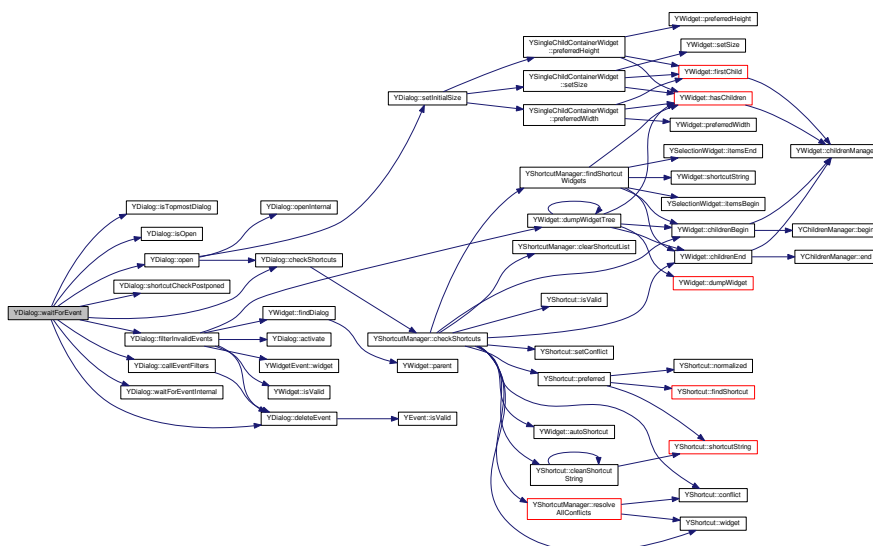 YWidget::preferredHeight
YSingleChildContainerWidget
::preferredHeight
YWidget::setSize
YWidget::firstChild
YSingleChildContainerWidget
::setSize
YDialog::setInitialSize
YWidget::hasChildren
YSingleChildContainerWidget
::preferredWidth
YWidget::preferredWidth
YWidget::childrenManager
YSelectionWidget::itemsEnd
YShortcutManager::findShortcut
Widgets
YWidget::shortcutString
YSelectionWidget::itemsBegin
YDialog::isTopmostDialog
YDialog::openInternal
YWidget::dumpWidgetTree
YWidget::childrenBegin
YChildrenManager::begin
YDialog::isOpen
YShortcutManager::clearShortcutList
YWidget::childrenEnd
YChildrenManager::end
YDialog::open
YDialog::checkShortcuts
YWidget::dumpWidget
YDialog::shortcutCheckPostponed
YShortcut::isValid
YDialog::waitForEvent
YWidget::findDialog
YDialog::filterInvalidEvents
YDialog::activate
YShortcutManager::checkShortcuts
YShortcut::setConflict
YDialog::callEventFilters
YWidgetEvent::widget
YWidget::parent
YShortcut::preferred
YShortcut::normalized
YDialog::waitForEventInternal
YWidget::isValid
YShortcut::findShortcut
YDialog::deleteEvent
YEvent::isValid
YWidget::autoShortcut
YShortcut::shortcutString
YShortcut::cleanShortcut
String
YShortcut::conflict
YShortcutManager::resolve
AllConflicts
YShortcut::widget